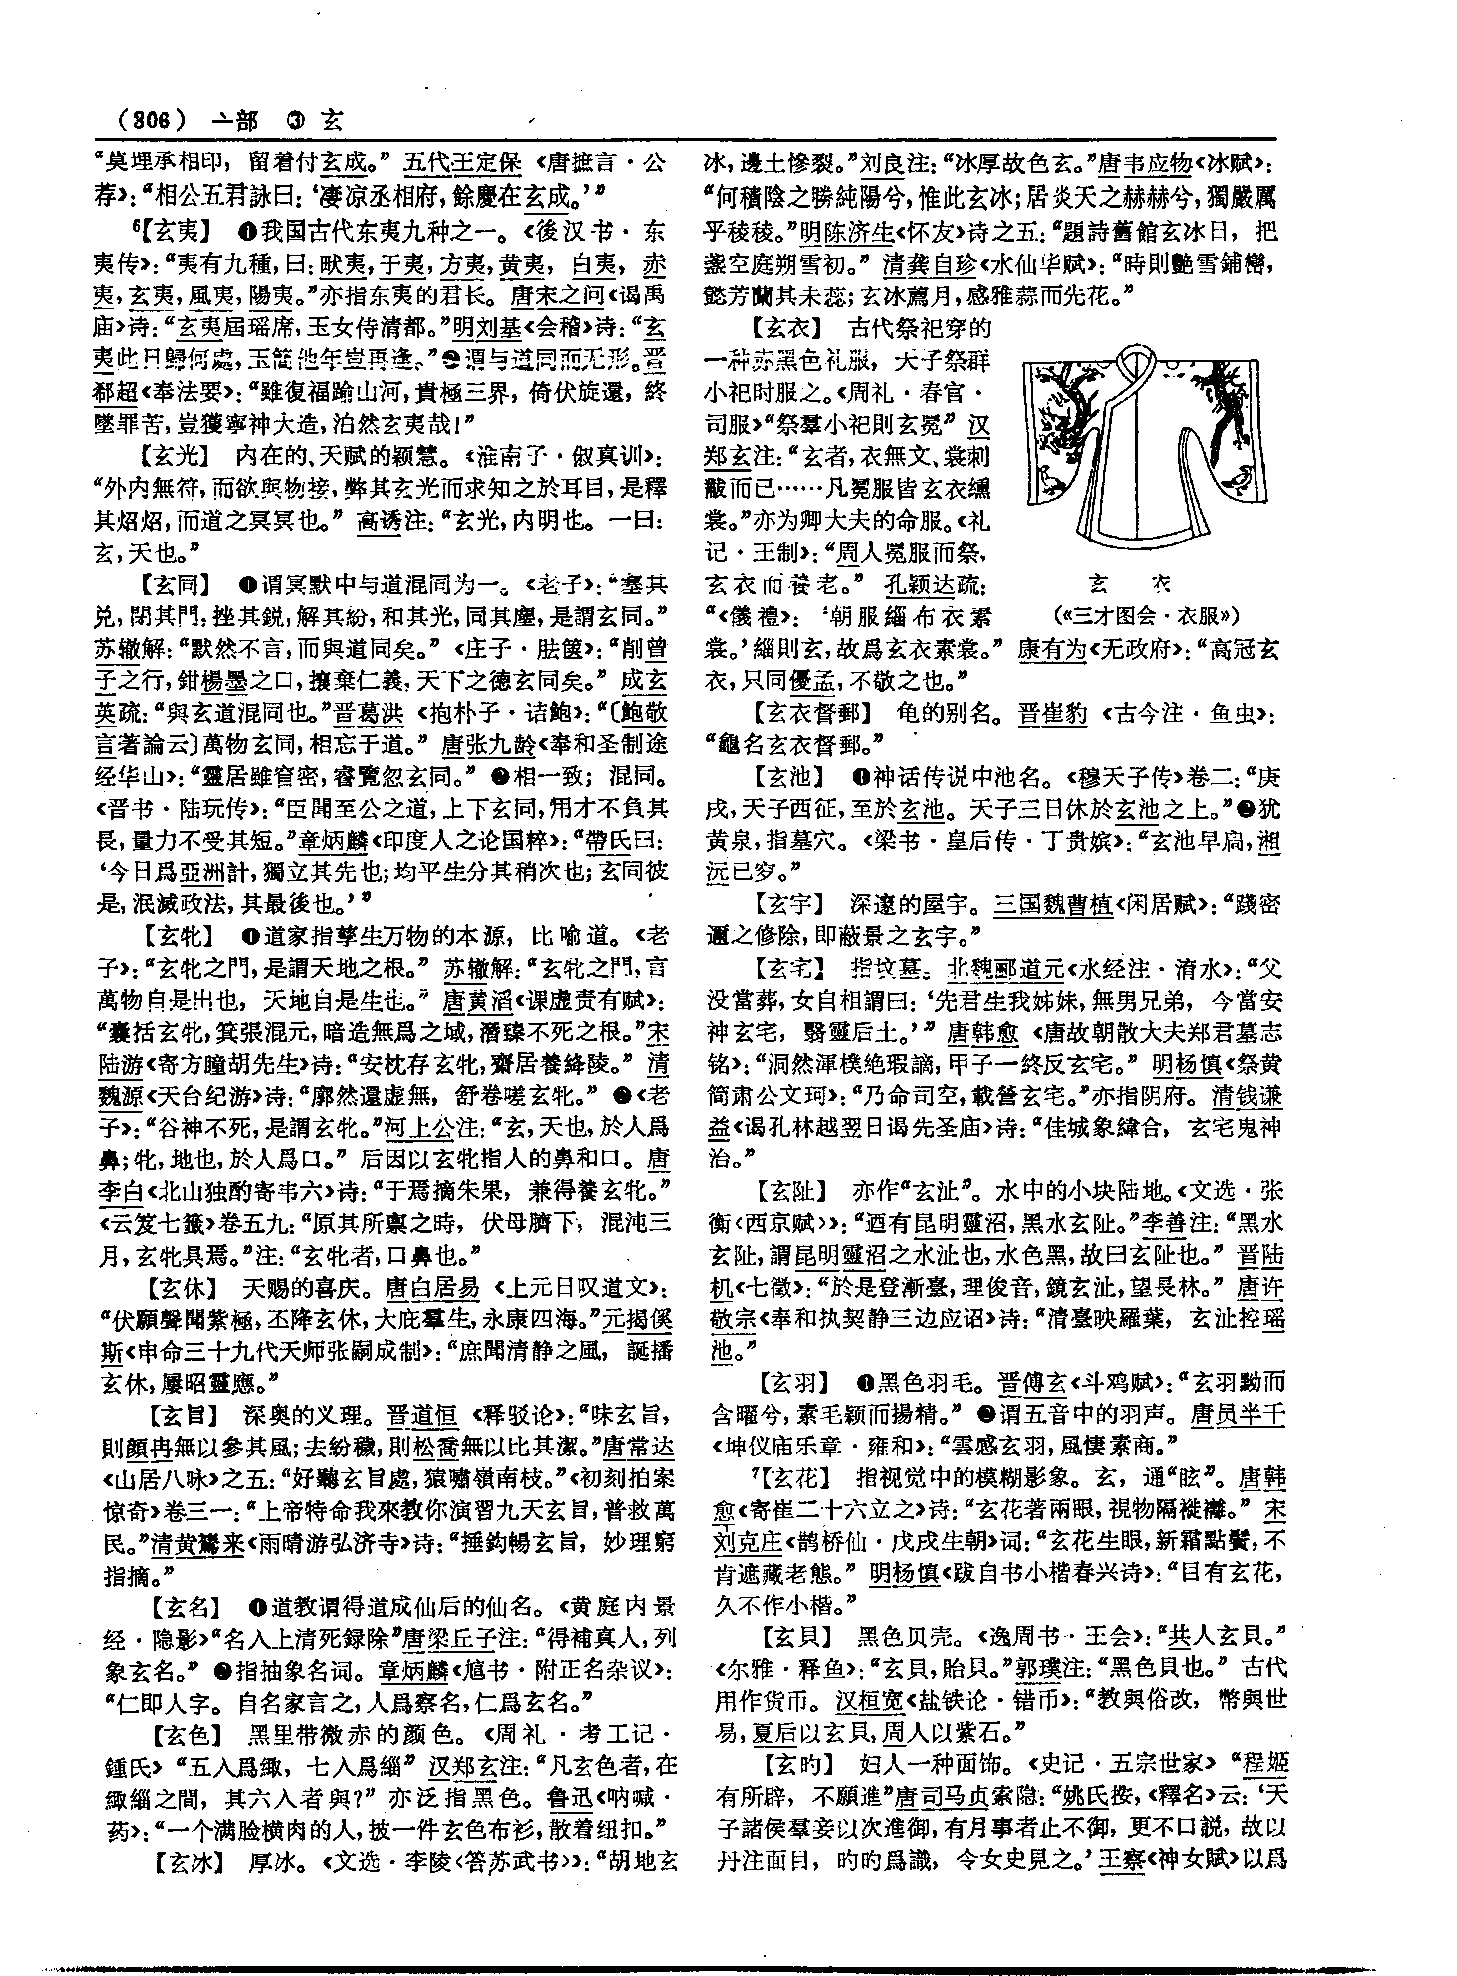 (306) 亠部 ③ 玄
“莫埋承相印，留着付玄成。” 五代王定保《唐摭言·公
荐》：“相公五君詠曰：‘凄凉丞相府，餘慶在玄成。’”
⁶【玄夷】 ❶我国古代东夷九种之一。《後汉书·东
夷传》：“夷有九種，曰：畎夷，于夷，方夷，黄夷，白夷，赤
夷，玄夷，風夷，陽夷。”亦指东夷的君长。唐宋之问《谒禹
庙》诗：“玄夷屆瑶席，玉女侍清都。”明刘基《会稽》诗：“玄
夷此日歸何處，玉簡他年豈再逢。”❷谓与道同而无形。晋
郗超《奉法要》：“雖復福踰山河，貴極三界，倚伏旋還，終
墜罪苦，豈獲寧神大造，泊然玄夷哉！”
【玄光】 内在的、天赋的颖慧。《淮南子·俶真训》：
“外内無符，而欲與物接，弊其玄光而求知之於耳目，是釋
其炤炤，而道之冥冥也。” 高诱注：“玄光，内明也。一曰：
玄，天也。”
【玄同】 ❶谓冥默中与道混同为一。《老子》：“塞其
兑，閉其門；挫其鋭，解其紛，和其光，同其塵，是謂玄同。”
苏辙解：“默然不言，而與道同矣。” 《庄子·胠箧》：“削曾
子之行，鉗楊墨之口，攘棄仁義，天下之德玄同矣。” 成玄
英疏：“與玄道混同也。”晋葛洪《抱朴子·诘鲍》：“〔鮑敬
言著論云〕萬物玄同，相忘于道。” 唐张九龄《奉和圣制途
经华山》：“靈居雖窅密，睿覽忽玄同。” ❷相一致；混同。
《晋书·陆玩传》：“臣聞至公之道，上下玄同，用才不負其
長，量力不受其短。”章炳麟《印度人之论国粹》：“帶氏曰：
‘今日爲亞洲計，獨立其先也；均平生分其稍次也；玄同彼
是，泯滅政法，其最後也。’”
【玄牝】 ❶道家指孳生万物的本源，比喻道。《老
子》：“玄牝之門，是謂天地之根。” 苏辙解：“玄牝之門，言
萬物自是出也，天地自是生也。” 唐黄滔《课虚责有赋》：
“囊括玄牝，箕張混元，暗造無爲之域，潛臻不死之根。”宋
陆游《寄方瞳胡先生》诗：“安枕存玄牝，齋居養絳陵。” 清
魏源《天台纪游》诗：“廓然還虚無，舒卷嗟玄牝。” ❷《老
子》：“谷神不死，是謂玄牝。”河上公注：“玄，天也，於人爲
鼻；牝，地也，於人爲口。” 后因以玄牝指人的鼻和口。唐
李白《北山独酌寄韦六》诗：“于焉摘朱果，兼得養玄牝。”
《云笈七籤》卷五九：“原其所禀之時，伏母臍下，混沌三
月，玄牝具焉。”注：“玄牝者，口鼻也。”
【玄休】 天赐的喜庆。唐白居易《上元日叹道文》：
“伏願聲聞紫極，丕降玄休，大庇羣生，永康四海。”元揭傒
斯《申命三十九代天师张嗣成制》：“庶聞清静之風，誕播
玄休，屢昭靈應。”
【玄旨】 深奥的义理。晋道恒《释驳论》：“味玄旨，
則顔冉無以參其風；去紛穢，則松喬無以比其潔。”唐常达
《山居八咏》之五：“好聽玄旨處，猿嘯嶺南枝。”《初刻拍案
惊奇》卷三一：“上帝特命我來教你演習九天玄旨，普救萬
民。”清黄鷟来《雨晴游弘济寺》诗：“捶鈎暢玄旨，妙理窮
指摘。”
【玄名】 ❶道教谓得道成仙后的仙名。《黄庭内景
经·隐影》“名入上清死録除”唐梁丘子注：“得補真人，列
象玄名。” ❷指抽象名词。章炳麟《訄书·附正名杂议》：
“仁即人字。自名家言之，人爲察名，仁爲玄名。”
【玄色】 黑里带微赤的颜色。《周礼·考工记·
鍾氏》“五入爲緅，七入爲緇” 汉郑玄注：“凡玄色者，在
緅緇之間，其六入者與？” 亦泛指黑色。鲁迅《呐喊·
药》：“一个满脸横肉的人，披一件玄色布衫，散着纽扣。”
【玄冰】 厚冰。《文选·李陵〈答苏武书〉》：“胡地玄
冰，邊土慘裂。”刘良注：“冰厚故色玄。”唐韦应物《冰赋》：
“何積陰之勝純陽兮，惟此玄冰；居炎天之赫赫兮，獨嚴厲
乎稜稜。”明陈济生《怀友》诗之五：“題詩舊館玄冰日，把
盞空庭朔雪初。” 清龚自珍《水仙华赋》：“時則艷雪鋪巒，
懿芳蘭其未蕊；玄冰薦月，感雅蒜而先花。”
【玄衣】 古代祭祀穿的
一种赤黑色礼服，天子祭群
小祀时服之。《周礼·春官·
司服》“祭羣小祀則玄冕” 汉
郑玄注：“玄者，衣無文、裳刺
黻而已……凡冕服皆玄衣纁
裳。”亦为卿大夫的命服。《礼
记·王制》：“周人冕服而祭，
玄衣而養老。” 孔颖达疏：
“《儀禮》：‘朝服緇布衣素
裳。’緇則玄，故爲玄衣素裳。” 康有为《无政府》：“高冠玄
衣，只同優孟，不敬之也。”
玄 衣
（《三才图会·衣服》）
【玄衣督郵】 龟的别名。晋崔豹《古今注·鱼虫》：
“龜名玄衣督郵。”
【玄池】 ❶神话传说中池名。《穆天子传》卷二：“庚
戌，天子西征，至於玄池。天子三日休於玄池之上。”❷犹
黄泉，指墓穴。《梁书·皇后传·丁贵嫔》：“玄池早扃，湘
沅已穸。”
【玄宇】 深邃的屋宇。三国魏曹植《闲居赋》：“踐密
邇之修除，即蔽景之玄宇。”
【玄宅】 指坟墓。北魏郦道元《水经注·淯水》：“父
没當葬，女自相謂曰：‘先君生我姊妹，無男兄弟，今當安
神玄宅，翳靈后土。’” 唐韩愈《唐故朝散大夫郑君墓志
铭》：“洞然渾樸絶瑕謫，甲子一終反玄宅。” 明杨慎《祭黄
简肃公文珂》：“乃命司空，載營玄宅。”亦指阴府。清钱谦
益《谒孔林越翌日谒先圣庙》诗：“佳城象緯合，玄宅鬼神
治。”
【玄阯】 亦作“玄沚”。水中的小块陆地。《文选·张
衡〈西京赋〉》：“迺有昆明靈沼，黑水玄阯。”李善注：“黑水
玄阯，謂昆明靈沼之水沚也，水色黑，故曰玄阯也。” 晋陆
机《七徵》：“於是登漸臺，理俊音，鏡玄沚，望長林。” 唐许
敬宗《奉和执契静三边应诏》诗：“清臺映羅葉，玄沚控瑶
池。”
【玄羽】 ❶黑色羽毛。晋傅玄《斗鸡赋》：“玄羽黝而
含曜兮，素毛穎而揚精。” ❷谓五音中的羽声。唐员半千
《坤仪庙乐章·雍和》：“雲感玄羽，風悽素商。”
⁷【玄花】 指视觉中的模糊影象。玄，通“眩”。唐韩
愈《寄崔二十六立之》诗：“玄花著兩眼，視物隔褷䙰。” 宋
刘克庄《鹊桥仙·戊戌生朝》词：“玄花生眼，新霜點鬢，不
肯遮藏老態。” 明杨慎《跋自书小楷春兴诗》：“目有玄花，
久不作小楷。”
【玄貝】 黑色贝壳。《逸周书·王会》：“共人玄貝。”
《尔雅·释鱼》：“玄貝，貽貝。”郭璞注：“黑色貝也。” 古代
用作货币。汉桓宽《盐铁论·错币》：“教與俗改，幣與世
易，夏后以玄貝，周人以紫石。”
【玄旳】 妇人一种面饰。《史记·五宗世家》“程姬
有所辟，不願進”唐司马贞索隐：“姚氏按，《釋名》云：‘天
子諸侯羣妾以次進御，有月事者止不御，更不口説，故以
丹注面目，旳旳爲識，令女史見之。’王察《神女賦》以爲